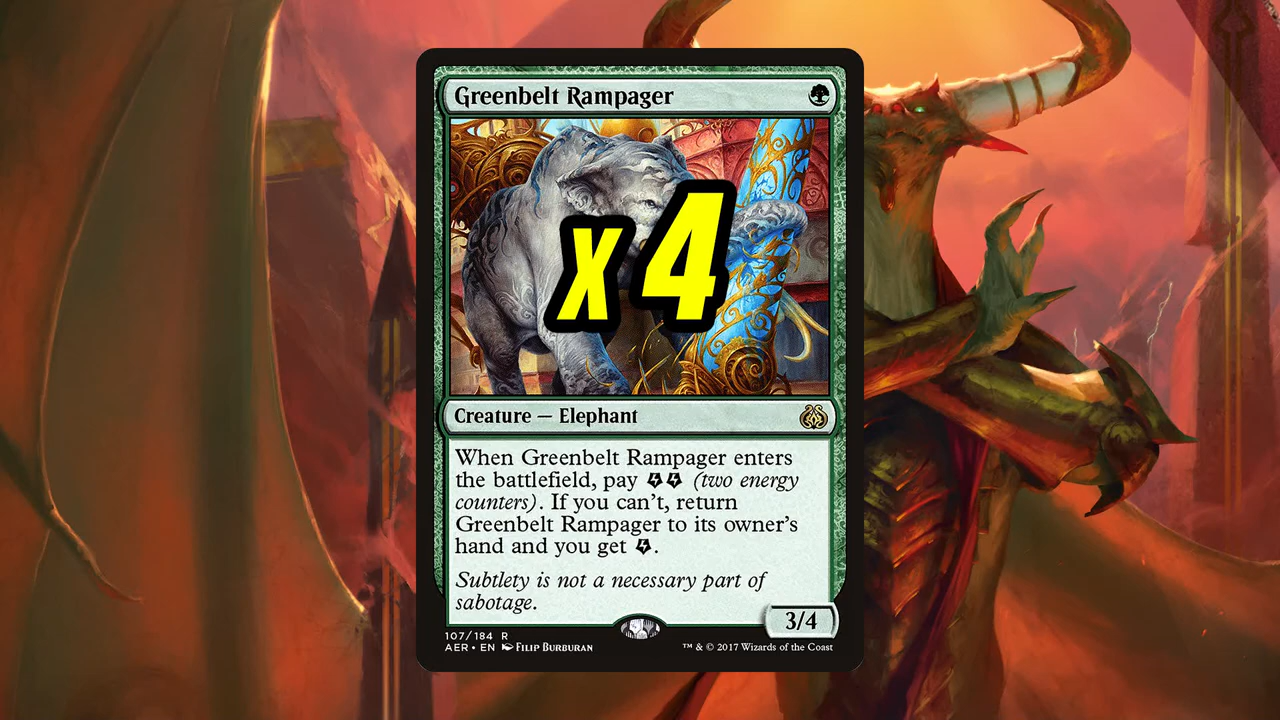 Greenbelt Rampager
x 4
Creature — Elephant
When Greenbelt Rampager enters
the battlefield, pay (two energy
counters). If you can't, return
Greenbelt Rampager to its owner's
hand and you get .
Subtlety is not a necessary part of
sabotage.
3/4
107/184 R
AER • EN Filip Burburan
™ & © 2017 Wizards of the Coast